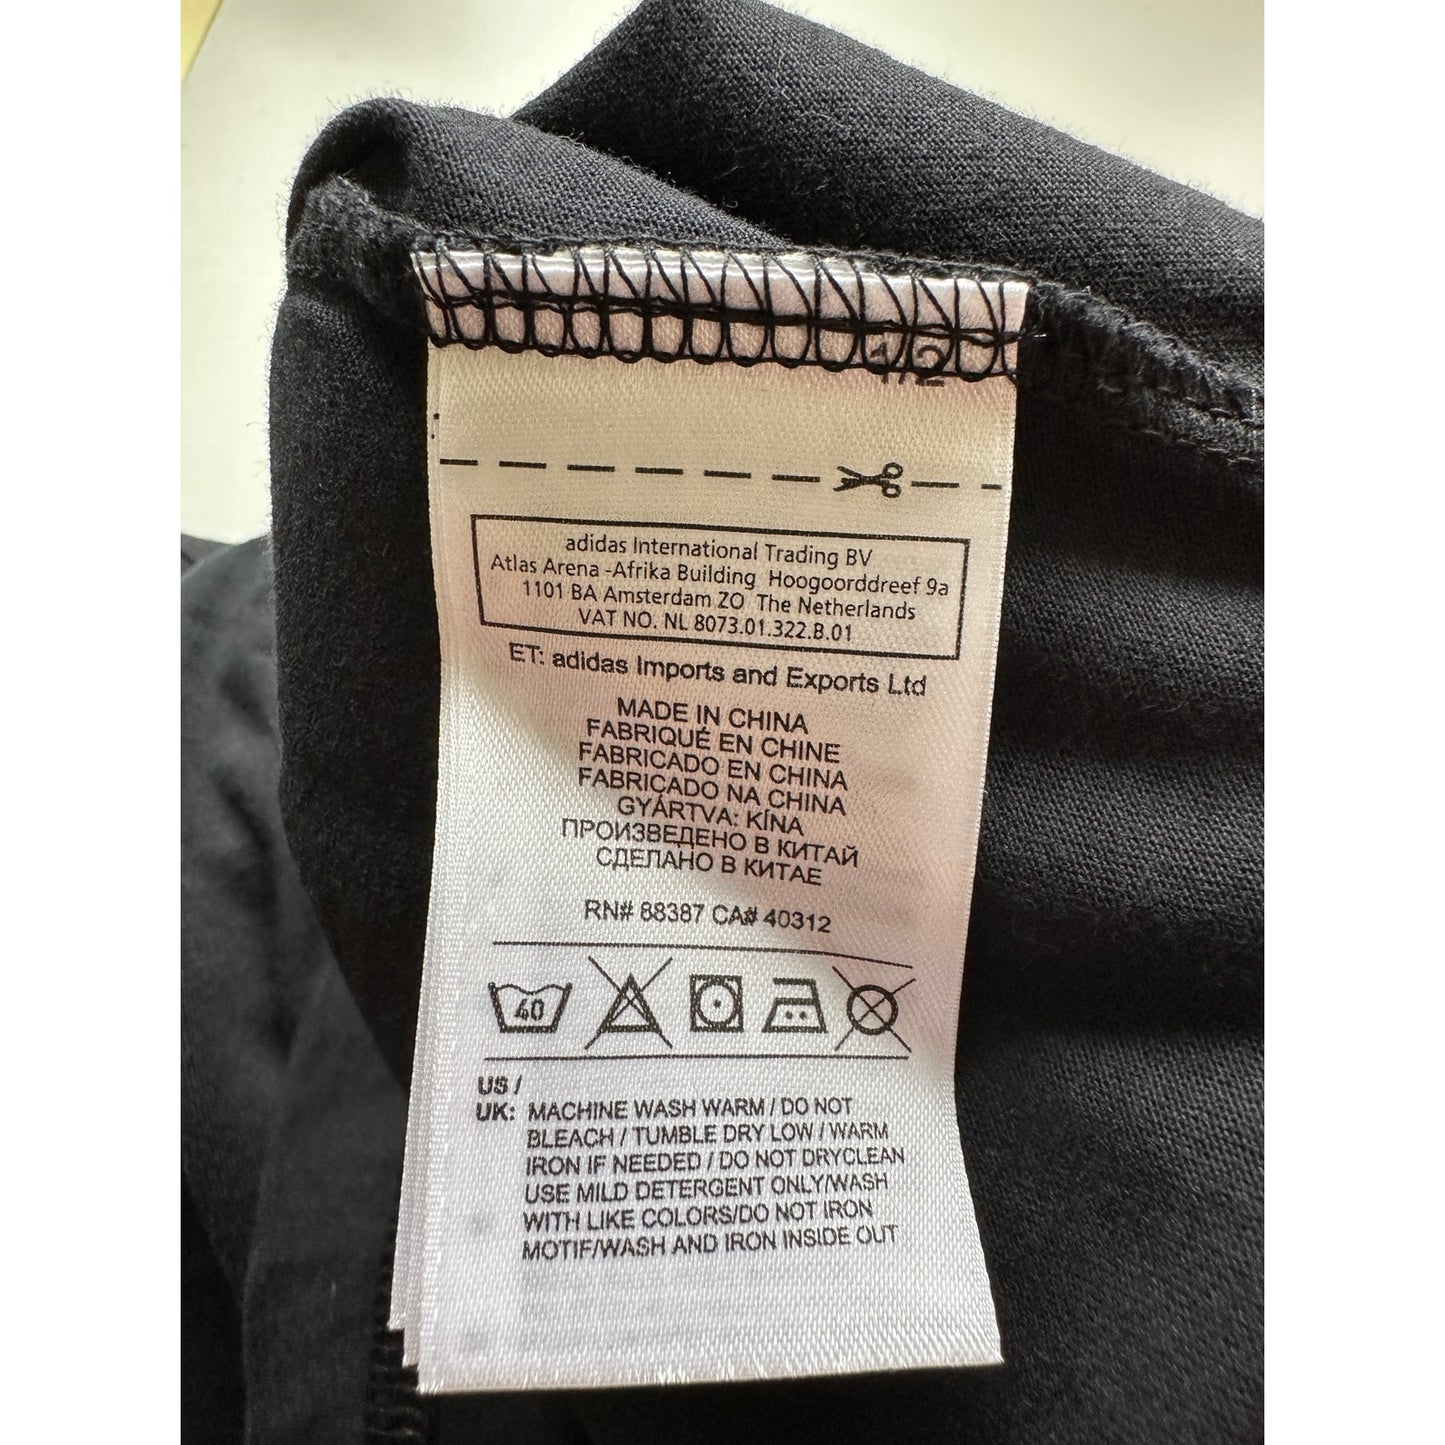 1/2
adidas International Trading BV
Atlas Arena -Afrika Building Hoogoorddreef 9a
1101 BA Amsterdam ZO The Netherlands
VAT NO. NL 8073.01.322.B.01
ET: adidas Imports and Exports Ltd
MADE IN CHINA
FABRIQUÉ EN CHINE
FABRICADO EN CHINA
FABRICADO NA CHINA
GYÁRTVA: KÍNA
ПРОИЗВЕДЕНО В КИТАЙ
СДЕЛАНО В КИТАЕ
RN# 88387 CA# 40312
40
US /
UK: MACHINE WASH WARM / DO NOT
BLEACH / TUMBLE DRY LOW / WARM
IRON IF NEEDED / DO NOT DRYCLEAN
USE MILD DETERGENT ONLY/WASH
WITH LIKE COLORS/DO NOT IRON
MOTIF/WASH AND IRON INSIDE OUT